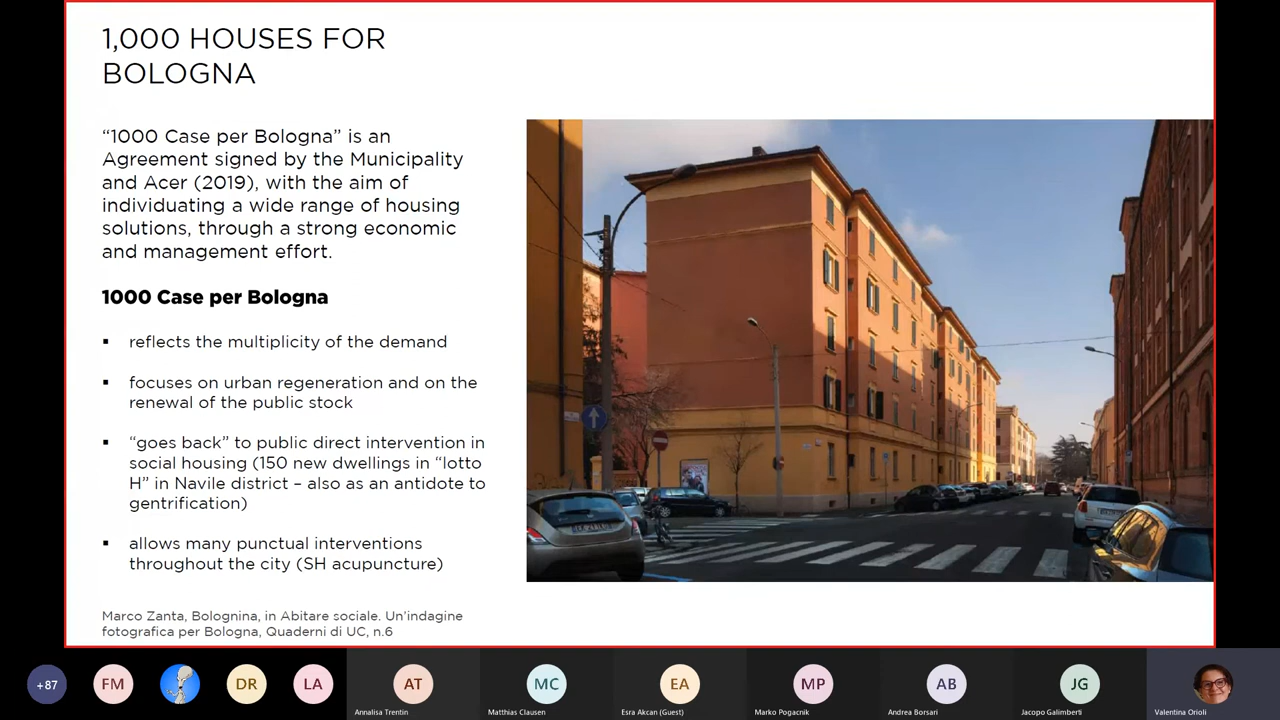 1,000 HOUSES FOR
BOLOGNA
“1000 Case per Bologna” is an
Agreement signed by the Municipality
and Acer (2019), with the aim of
individuating a wide range of housing
solutions, through a strong economic
and management effort.
1000 Case per Bologna
▪ reflects the multiplicity of the demand
▪ focuses on urban regeneration and on the
renewal of the public stock
▪ “goes back” to public direct intervention in
social housing (150 new dwellings in “lotto
H” in Navile district – also as an antidote to
gentrification)
▪ allows many punctual interventions
throughout the city (SH acupuncture)
Marco Zanta, Bolognina, in Abitare sociale. Un’indagine
fotografica per Bologna, Quaderni di UC, n.6
+87
FM
DR
LA
AT
MC
EA
MP
AB
JG
Annalisa Trentin
Matthias Clausen
Esra Akcan (Guest)
Marko Pogacnik
Andrea Borsari
Jacopo Galimberti
Valentina Orioli